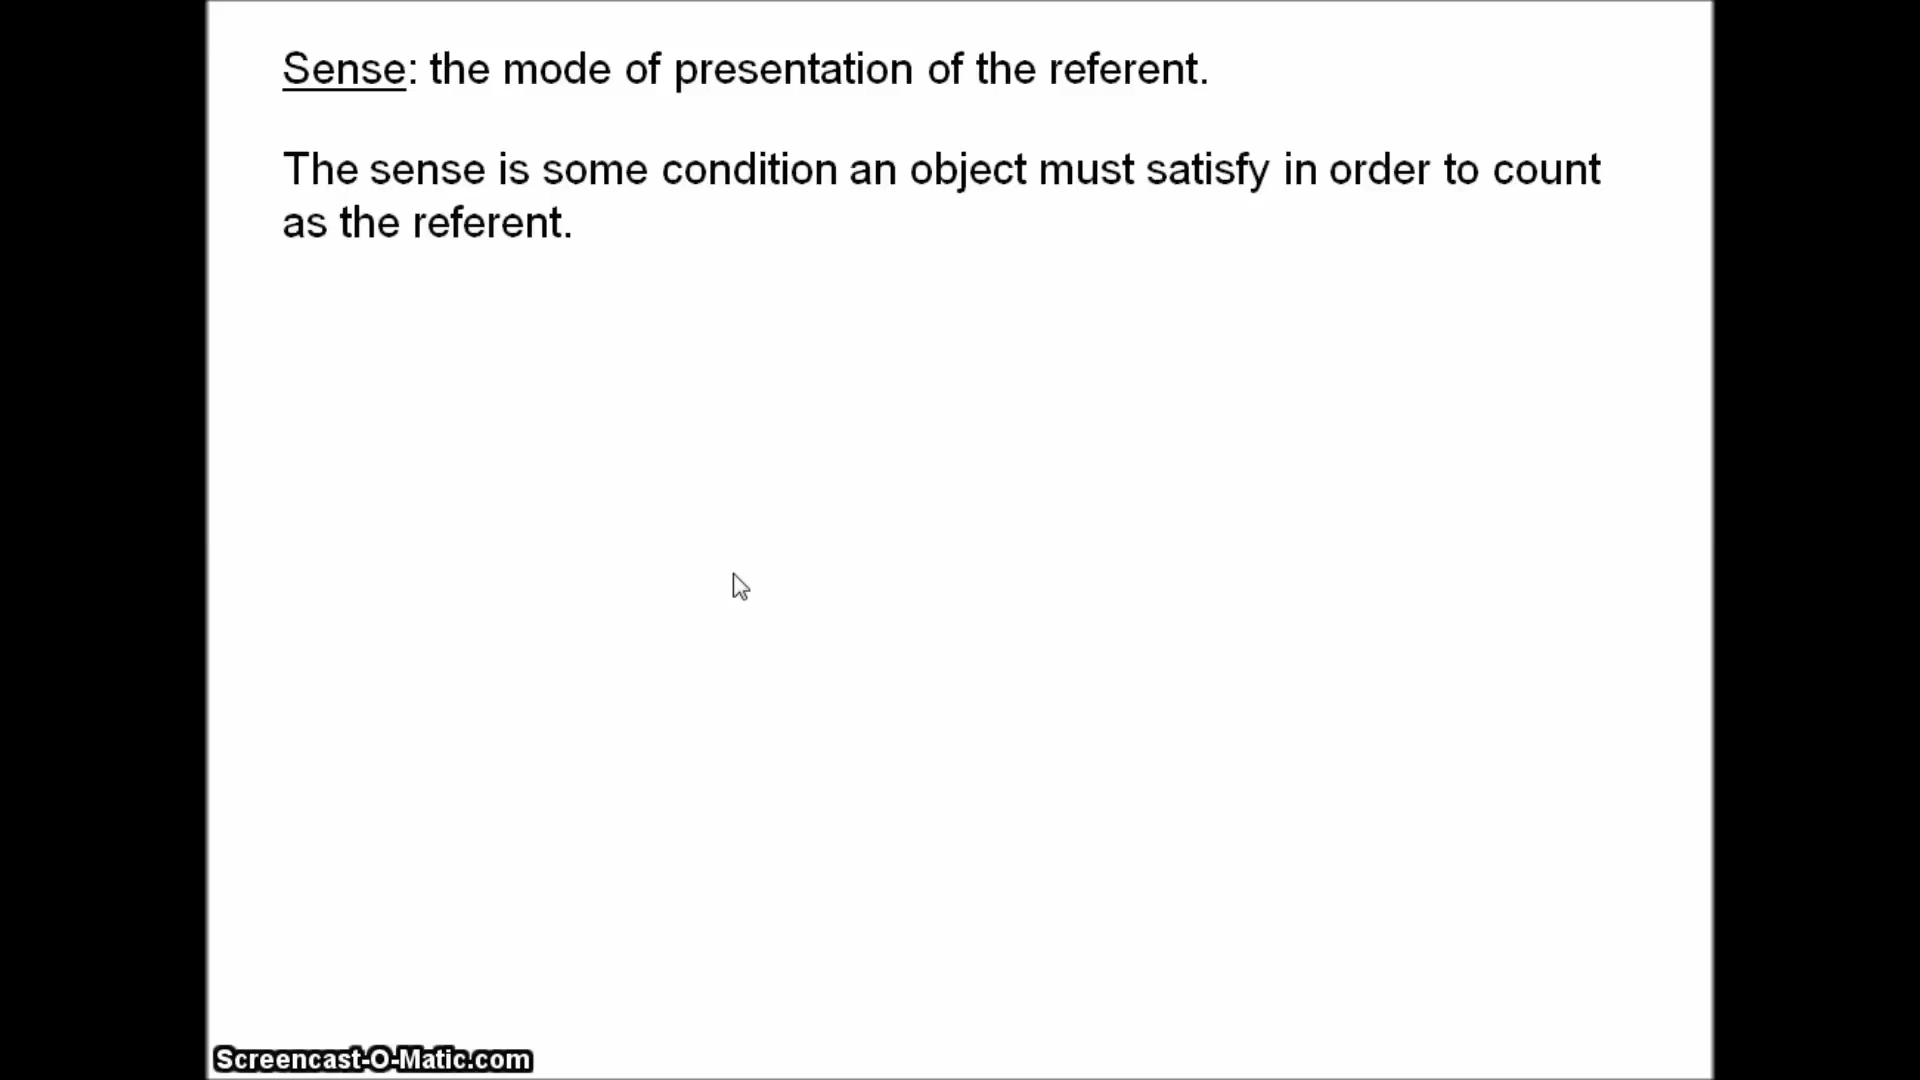 Sense: the mode of presentation of the referent.
The sense is some condition an object must satisfy in order to count
as the referent.
Screencast-O-Matic.com